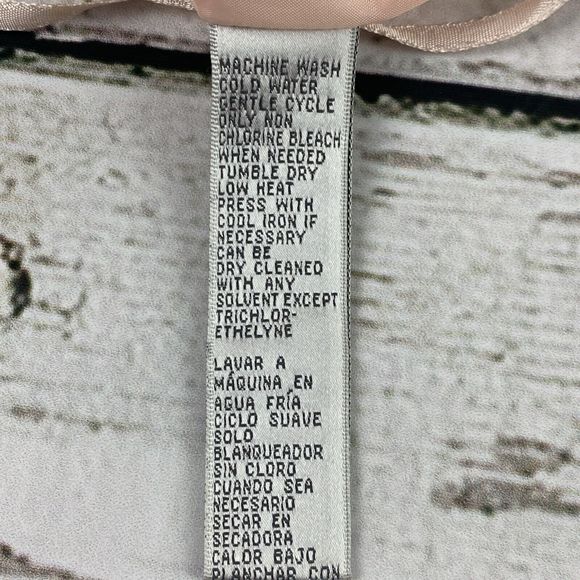 MACHINE WASH
COLD WATER
GENTLE CYCLE
ONLY NON
CHLORINE BLEACH
WHEN NEEDED
TUMBLE DRY
LOW HEAT
PRESS WITH
COOL IRON IF
NECESSARY
CAN BE
DRY CLEANED
WITH ANY
SOLVENT EXCEPT
TRICHLOR-
ETHELYNE
LAVAR A
MÁQUINA EN
AGUA FRÍA
CICLO SUAVE
SOLO
BLANQUEADOR
SIN CLORO
CUANDO SEA
NECESARIO
SECAR EN
SECADORA
CALOR BAJO
PLANCHAR CON